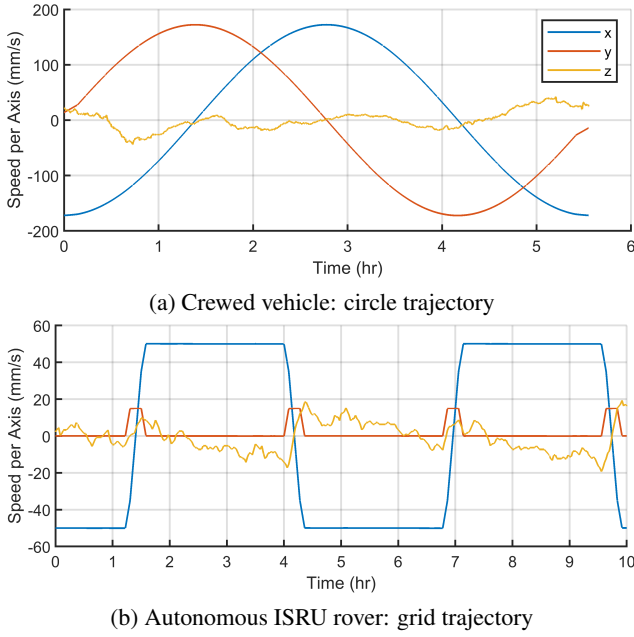 200
100
0
-100
-200
Speed per Axis (mm/s)
x
y
z
0 1 2 3 4 5 6
Time (hr)
(a) Crewed vehicle: circle trajectory
60
40
20
0
-20
-40
-60
Speed per Axis (mm/s)
0 1 2 3 4 5 6 7 8 9 10
Time (hr)
(b) Autonomous ISRU rover: grid trajectory